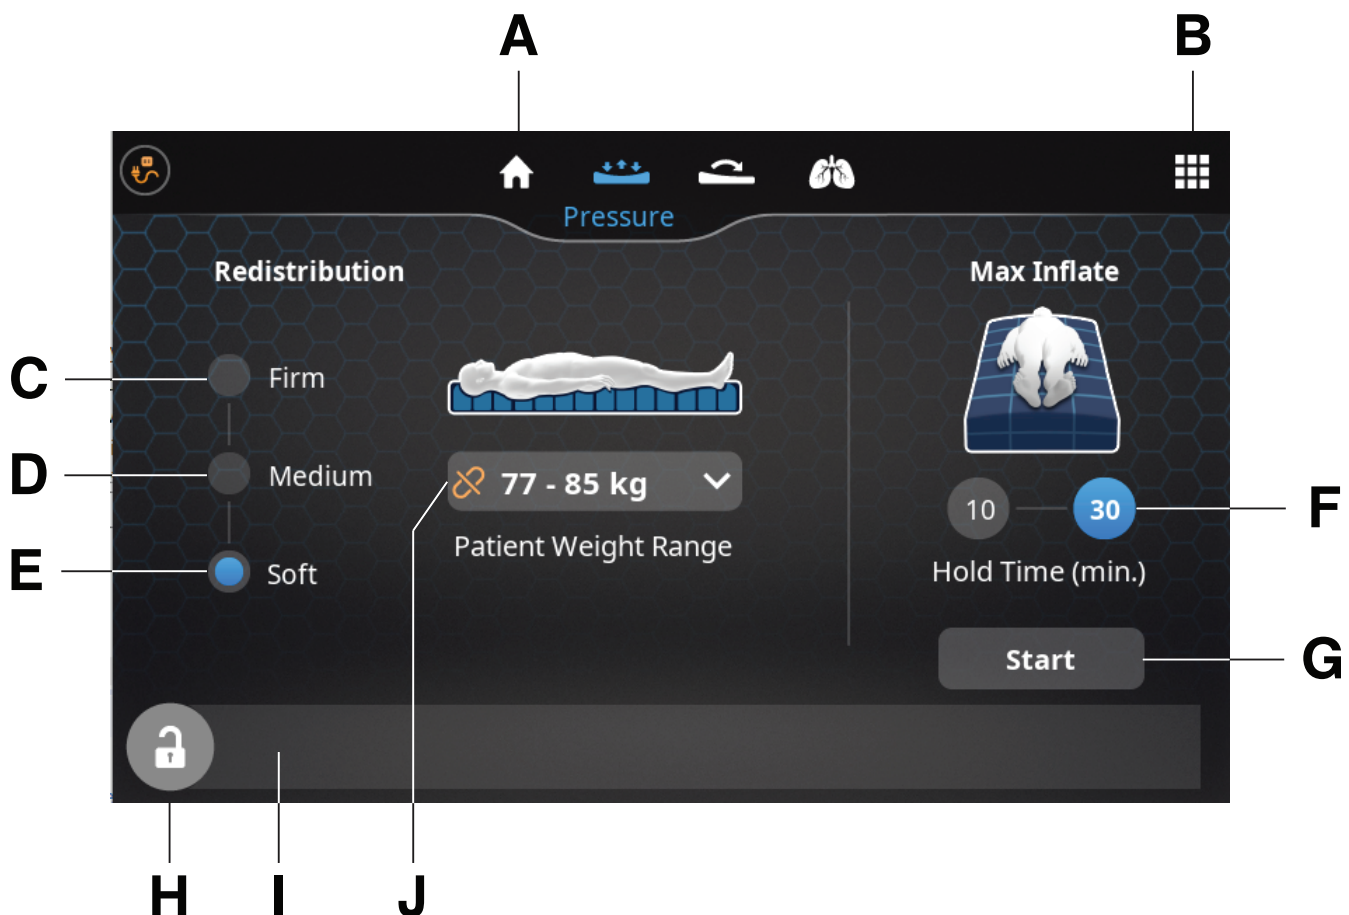 A
B
Pressure
Redistribution
Max Inflate
C
Firm
D
Medium
77 - 85 kg
10
30
F
Patient Weight Range
E
Soft
Hold Time (min.)
Start
G
H
I
J